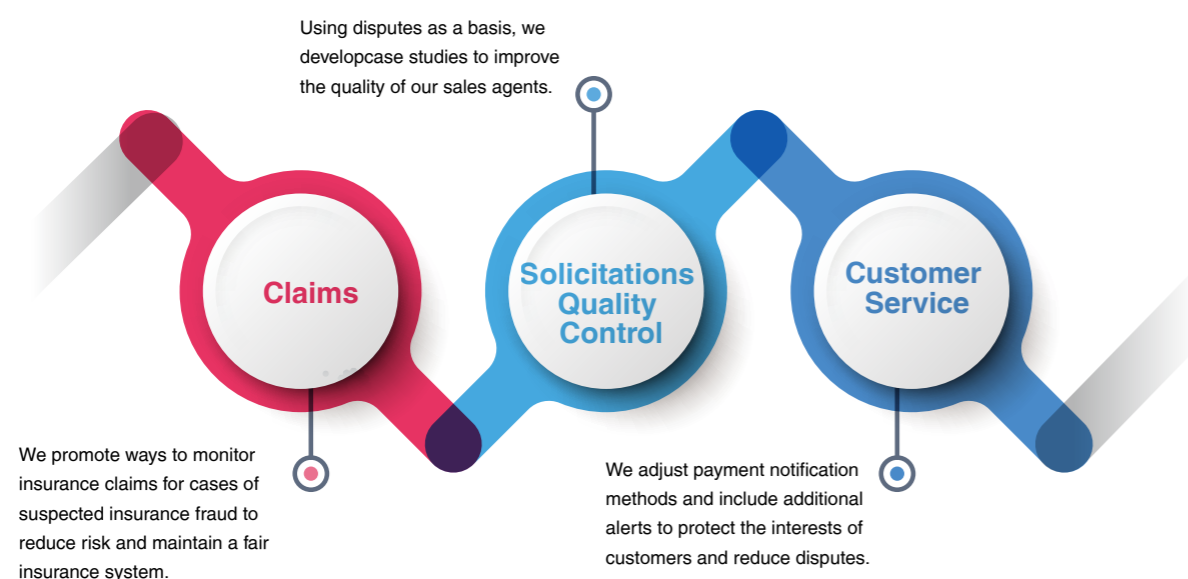 Using disputes as a basis, we
developcase studies to improve
the quality of our sales agents.
Claims
Solicitations
Quality
Control
Customer
Service
We promote ways to monitor
insurance claims for cases of
suspected insurance fraud to
reduce risk and maintain a fair
insurance system.
We adjust payment notification
methods and include additional
alerts to protect the interests of
customers and reduce disputes.